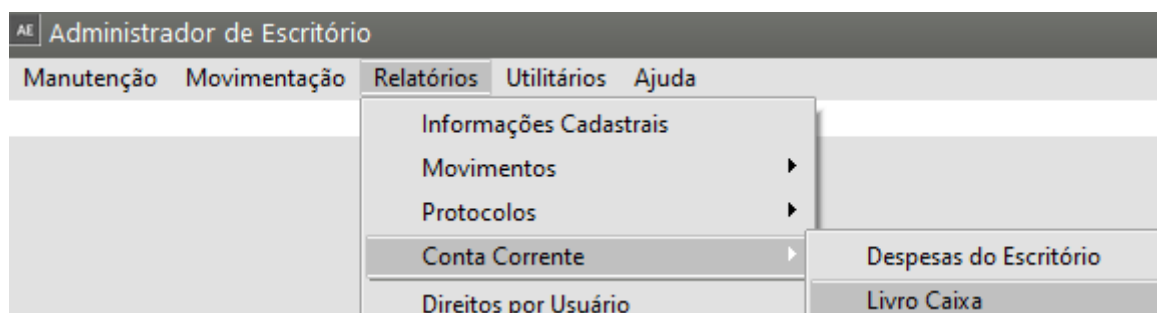 AE Administrador de Escritório
Manutenção Movimentação Relatórios Utilitários Ajuda
Informações Cadastrais
Movimentos
Protocolos
Conta Corrente Despesas do Escritório
Direitos por Usuário Livro Caixa